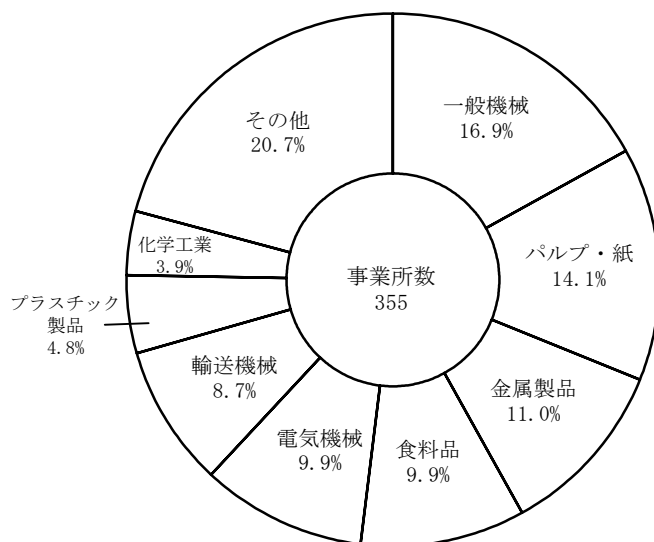 事業所数
355
一般機械
16.9%
パルプ・紙
14.1%
金属製品
11.0%
食料品
9.9%
電気機械
9.9%
輸送機械
8.7%
プラスチック
製品
4.8%
化学工業
3.9%
その他
20.7%